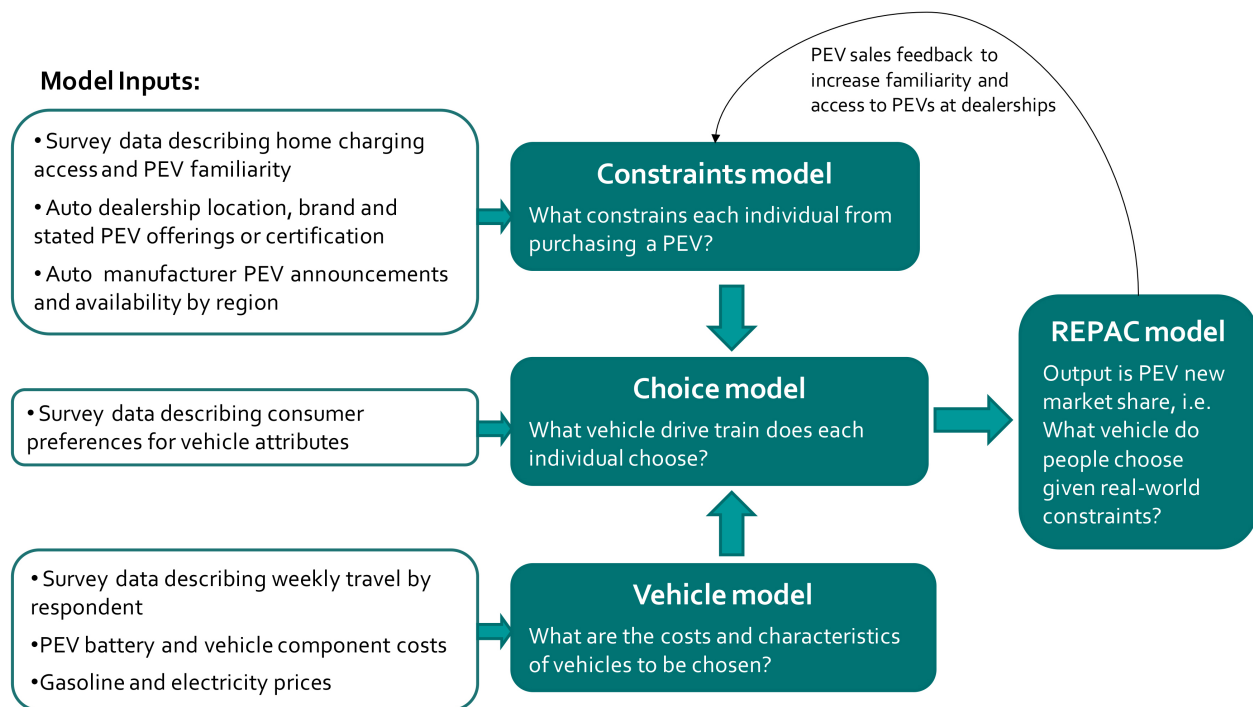 PEV sales feedback to
increase familiarity and
access to PEVs at dealerships
Model Inputs:
• Survey data describing home charging
access and PEV familiarity
• Auto dealership location, brand and
stated PEV offerings or certification
• Auto manufacturer PEV announcements
and availability by region
Constraints model
What constrains each individual from
purchasing a PEV?
• Survey data describing consumer
preferences for vehicle attributes
Choice model
What vehicle drive train does each
individual choose?
REPAC model
Output is PEV new
market share, i.e.
What vehicle do
people choose
given real-world
constraints?
• Survey data describing weekly travel by
respondent
•PEV battery and vehicle component costs
•Gasoline and electricity prices
Vehicle model
What are the costs and characteristics
of vehicles to be chosen?